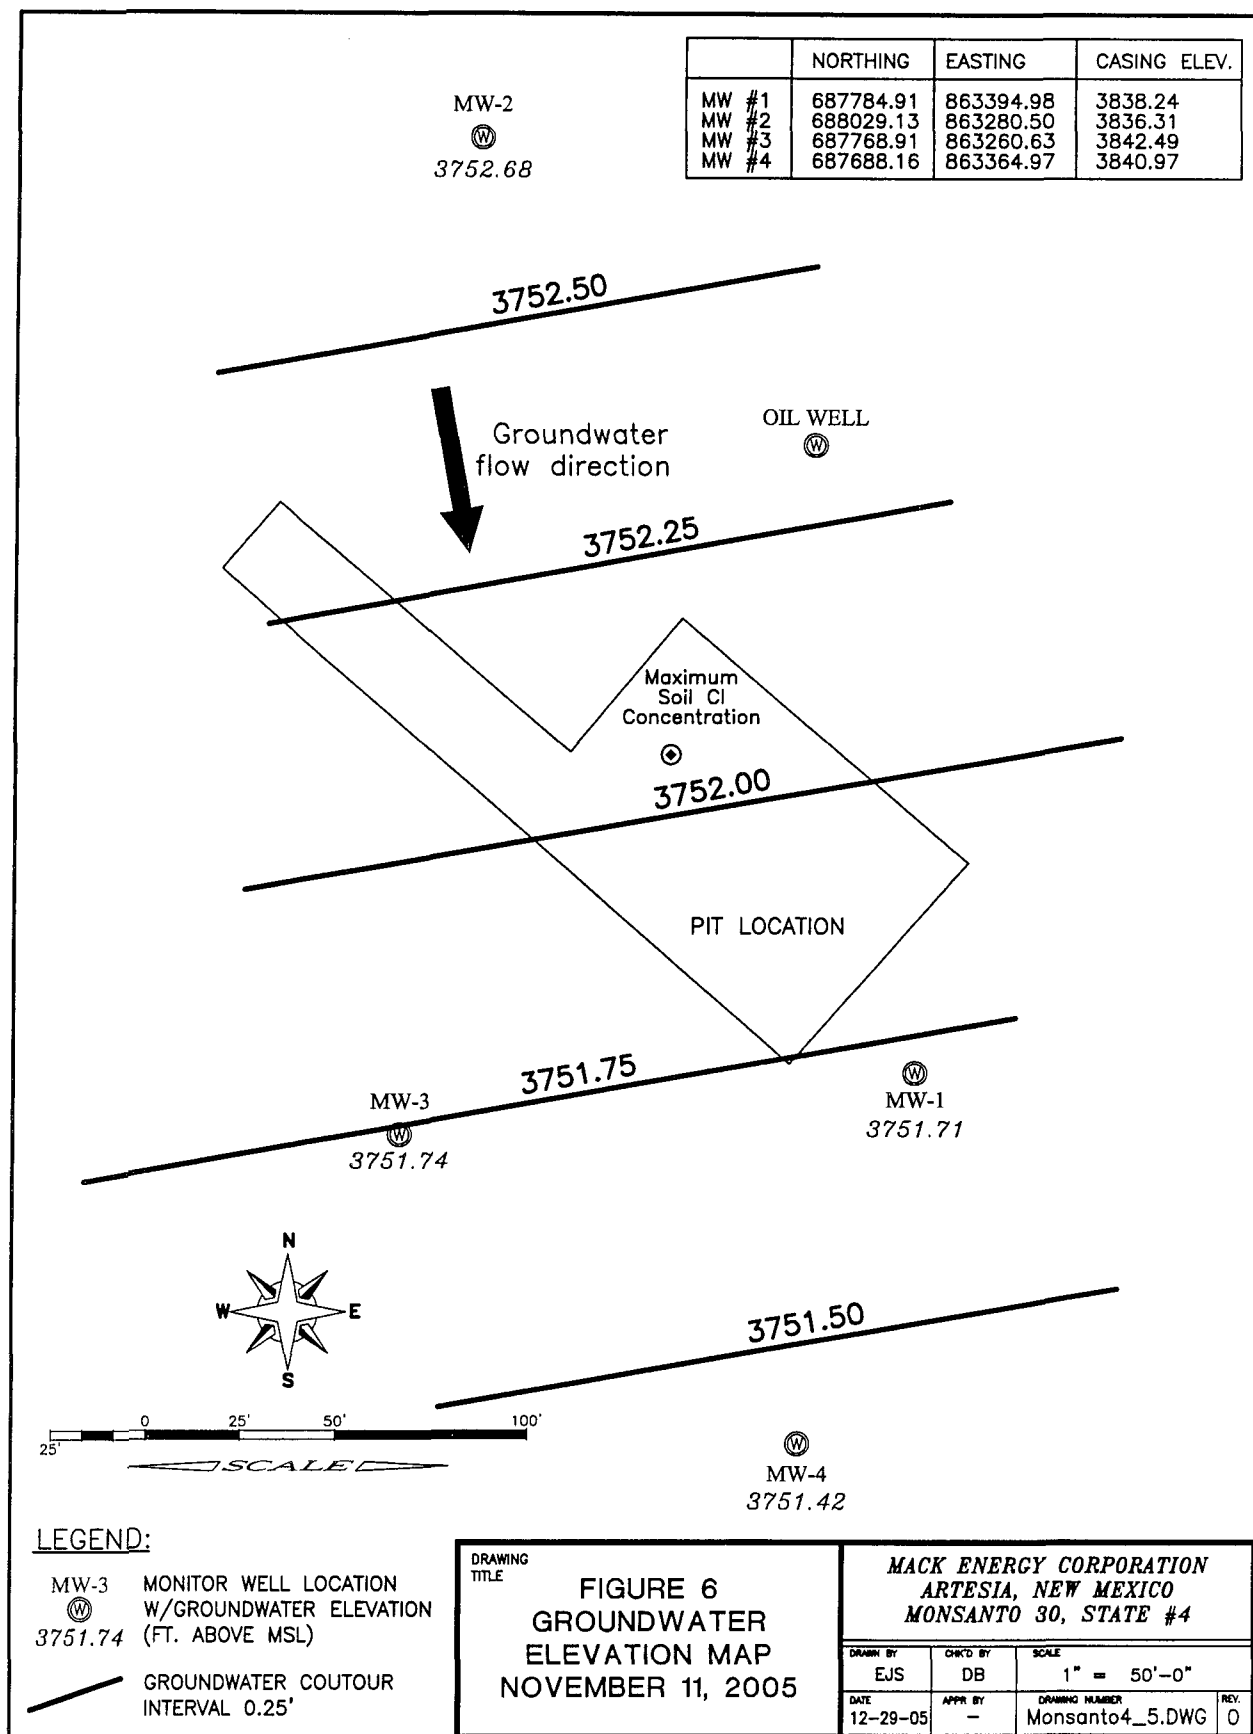 NORTHING EASTING CASING ELEV.
MW #1 687784.91 863394.98 3838.24
MW #2 688029.13 863280.50 3836.31
MW #3 687768.91 863260.63 3842.49
MW #4 687688.16 863364.97 3840.97
MW-2
W
3752.68
3752.50
OIL WELL
W
Groundwater
flow direction
3752.25
Maximum
Soil Cl
Concentration
3752.00
PIT LOCATION
3751.75
MW-3
W
3751.74
W
MW-1
3751.71
N
W E
S
3751.50
25' 0 25' 50' 100'
SCALE
W
MW-4
3751.42
LEGEND:
MW-3
W
3751.74
MONITOR WELL LOCATION
W/GROUNDWATER ELEVATION
(FT. ABOVE MSL)
GROUNDWATER COUTOUR
INTERVAL 0.25'
DRAWING
TITLE
FIGURE 6
GROUNDWATER
ELEVATION MAP
NOVEMBER 11, 2005
MACK ENERGY CORPORATION
ARTESIA, NEW MEXICO
MONSANTO 30, STATE #4
DRAWN BY
EJS
CHK'D BY
DB
SCALE
1" = 50'-0"
DATE
12-29-05
APPR BY
-
DRAWING NUMBER
Monsanto4_5.DWG
REV.
0